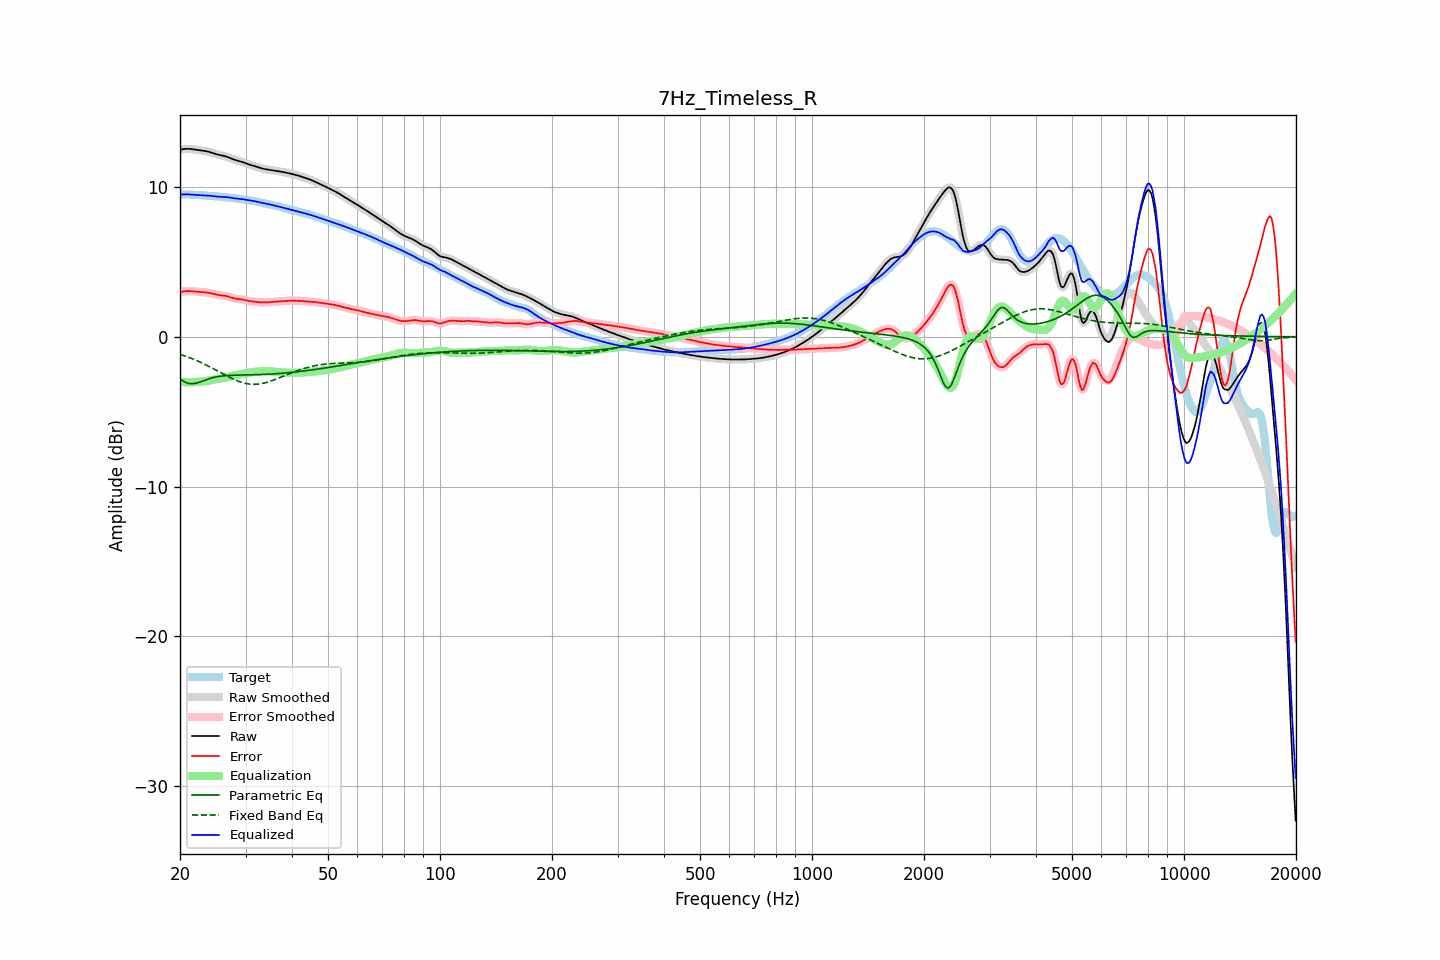 7Hz_Timeless_R
Amplitude (dBr)
10
0
−10
−20
−30
Target
Raw Smoothed
Error Smoothed
Raw
Error
Equalization
Parametric Eq
Fixed Band Eq
Equalized
20 50 100 200 500 1000 2000 5000 10000 20000
Frequency (Hz)